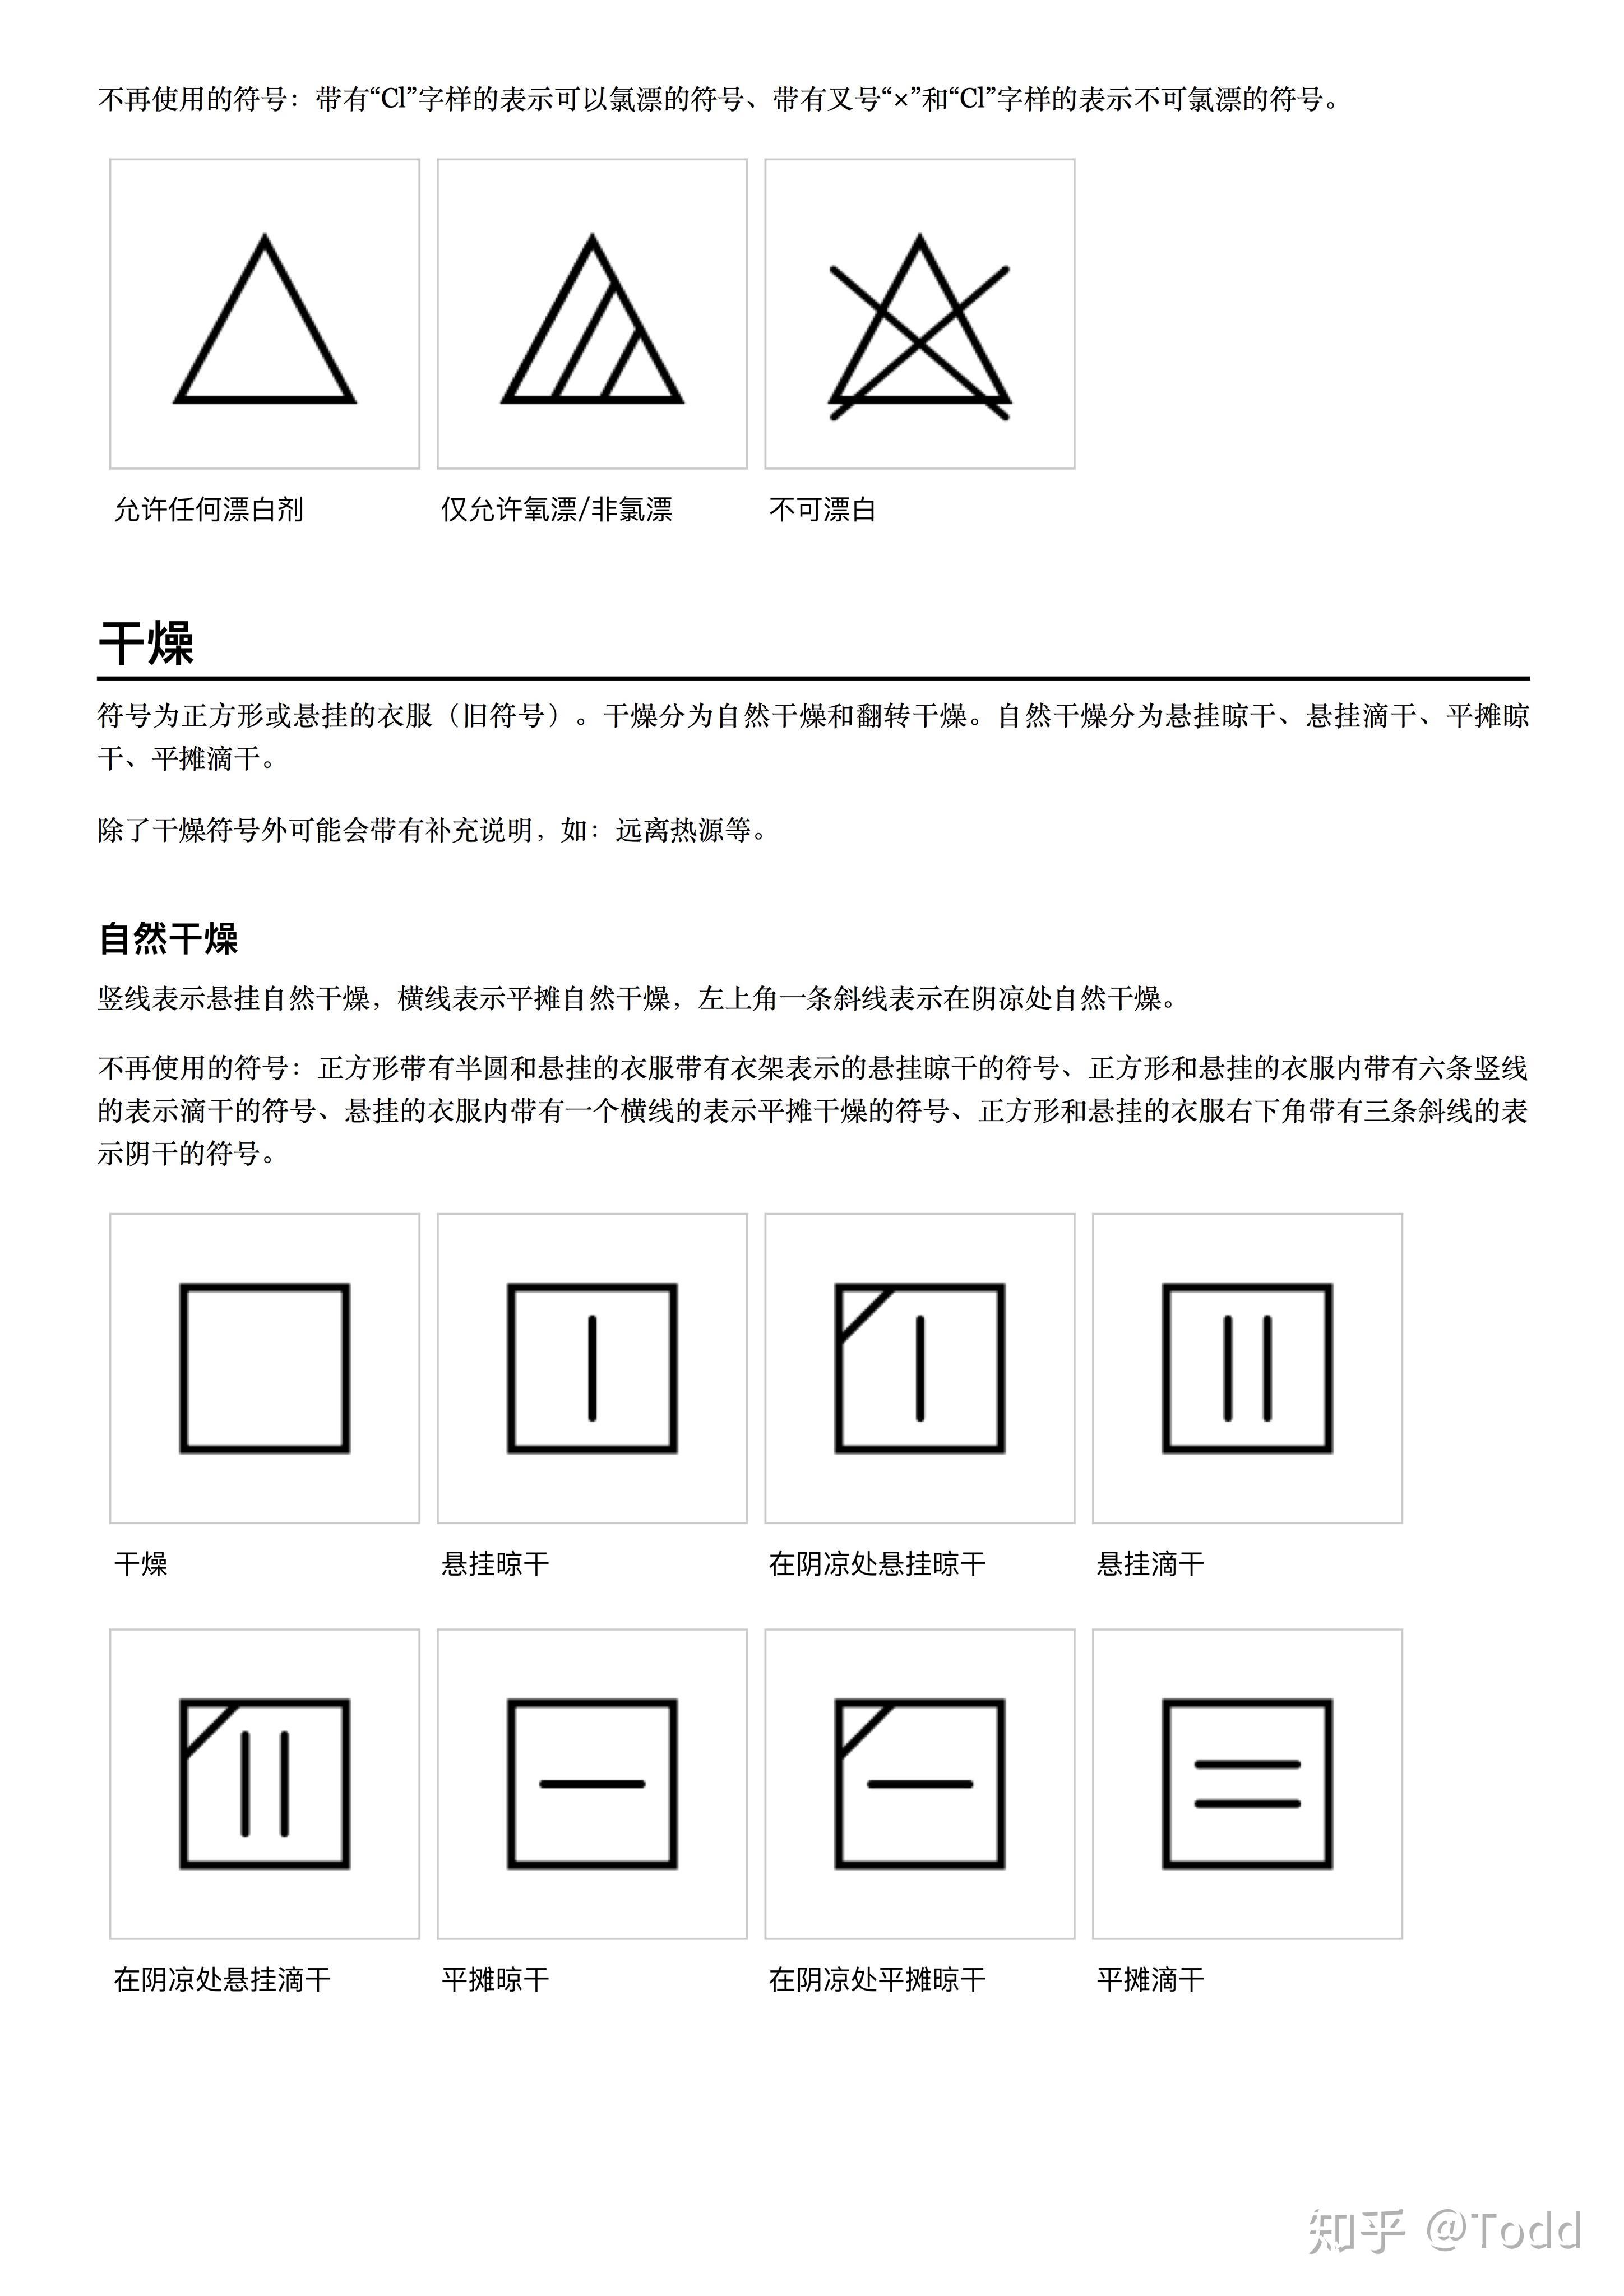 不再使用的符号：带有“Cl”字样的表示可以氯漂的符号、带有叉号“×”和“Cl”字样的表示不可氯漂的符号。
允许任何漂白剂 仅允许氧漂/非氯漂 不可漂白
干燥
符号为正方形或悬挂的衣服（旧符号）。干燥分为自然干燥和翻转干燥。自然干燥分为悬挂晾干、悬挂滴干、平摊晾
干、平摊滴干。
除了干燥符号外可能会带有补充说明，如：远离热源等。
自然干燥
竖线表示悬挂自然干燥，横线表示平摊自然干燥，左上角一条斜线表示在阴凉处自然干燥。
不再使用的符号：正方形带有半圆和悬挂的衣服带有衣架表示的悬挂晾干的符号、正方形和悬挂的衣服内带有六条竖线
的表示滴干的符号、悬挂的衣服内带有一个横线的表示平摊干燥的符号、正方形和悬挂的衣服右下角带有三条斜线的表
示阴干的符号。
干燥 悬挂晾干 在阴凉处悬挂晾干 悬挂滴干
在阴凉处悬挂滴干 平摊晾干 在阴凉处平摊晾干 平摊滴干
知乎 @Todd